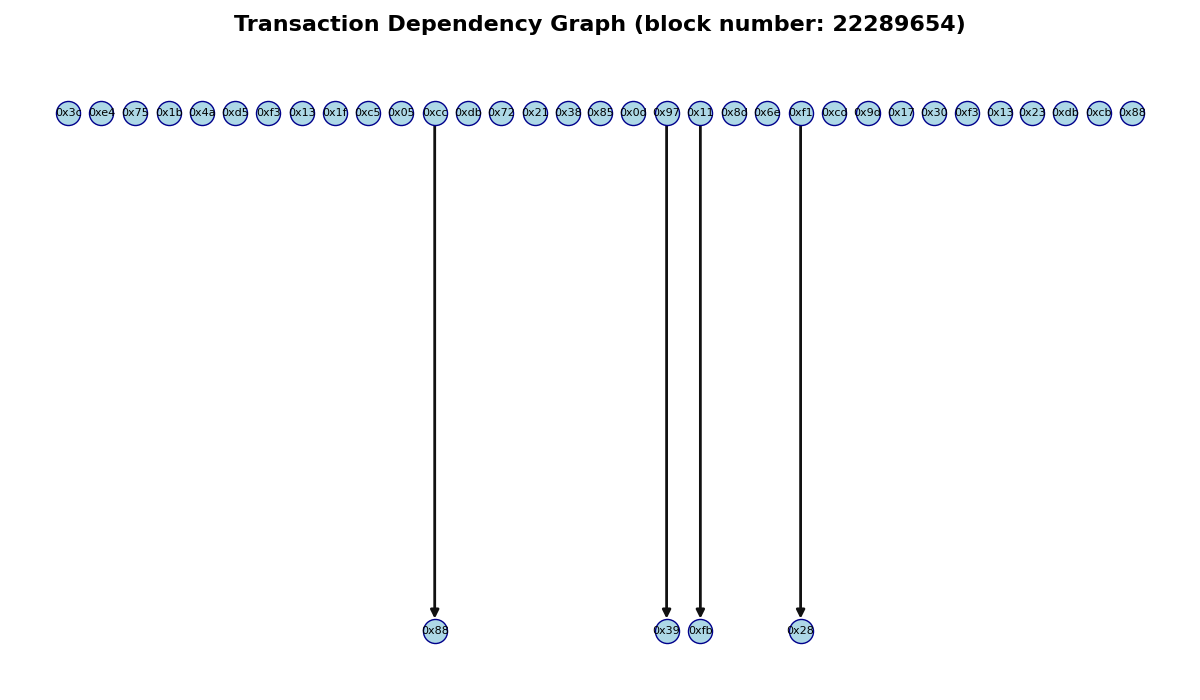 Transaction Dependency Graph (block number: 22289654)
0x3c 0xe4 0x75 0x1b 0x4a 0xd5 0xf3 0x13 0x1f 0xc5 0x05 0xcc 0xdb 0x72 0x21 0x38 0x85 0x0d 0x97 0x11 0x8d 0x6e 0xf1 0xcd 0x9d 0x17 0x30 0xf3 0x13 0x23 0xdb 0xcb 0x88
0x88 0x39 0xfb 0x28